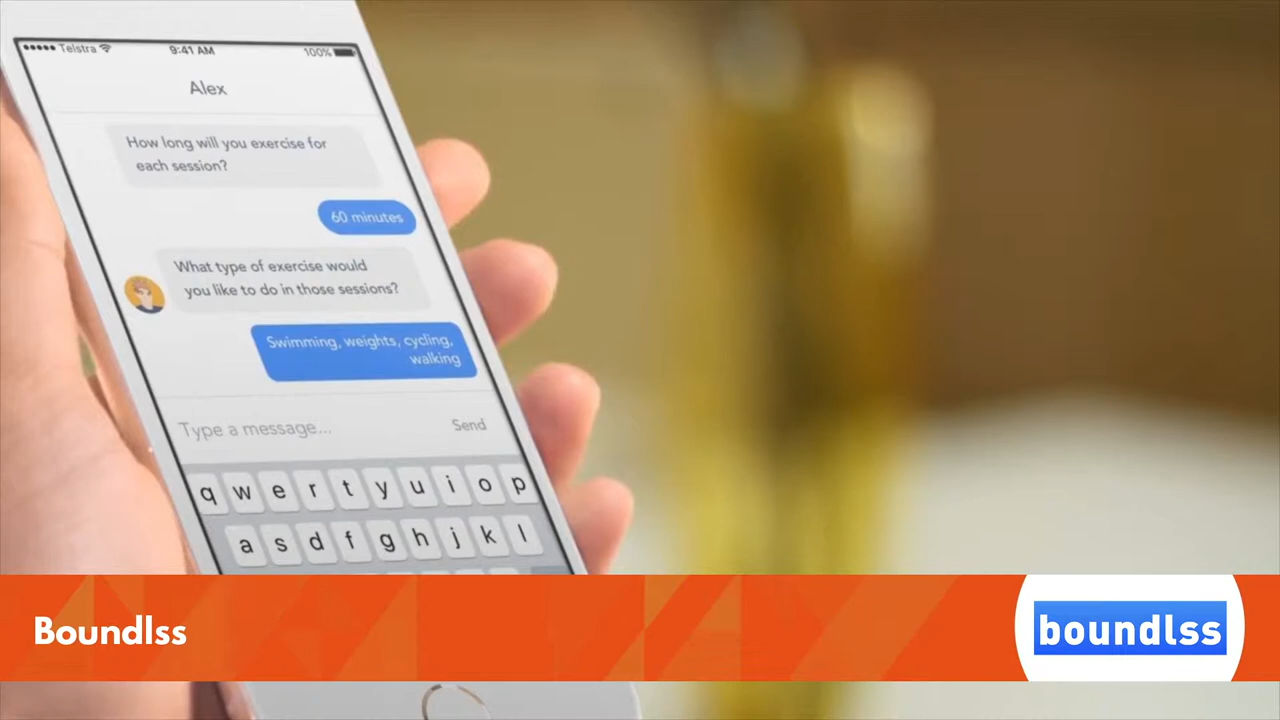 Telstra 9:41 AM 100%
Alex
How long will you exercise for
each session?
60 minutes
What type of exercise would
you like to do in those sessions?
Swimming, weights, cycling,
walking
Type a message... Send
q w e r t y u i o p
a s d f g h j k l
Boundlss
boundlss